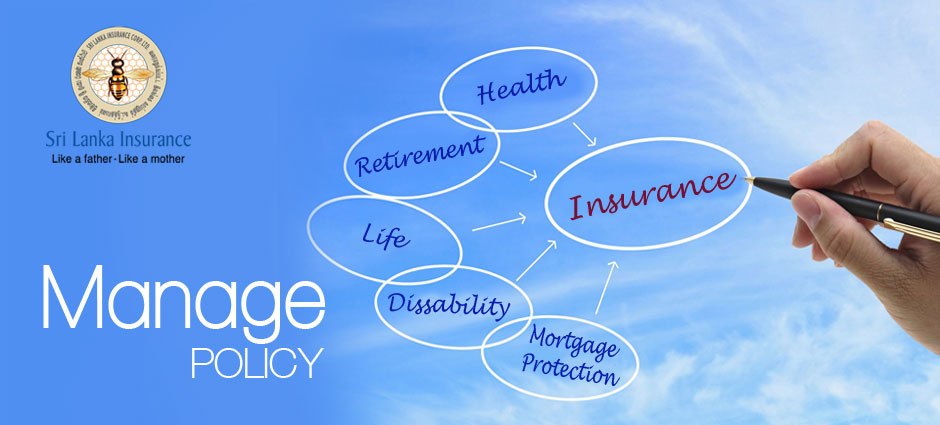 SRI LANKA INSURANCE CORP. LTD.
Sri Lanka Insurance
Like a father - Like a mother
Manage
POLICY
Health
Retirement
Life
Dissability
Mortgage
Protection
Insurance